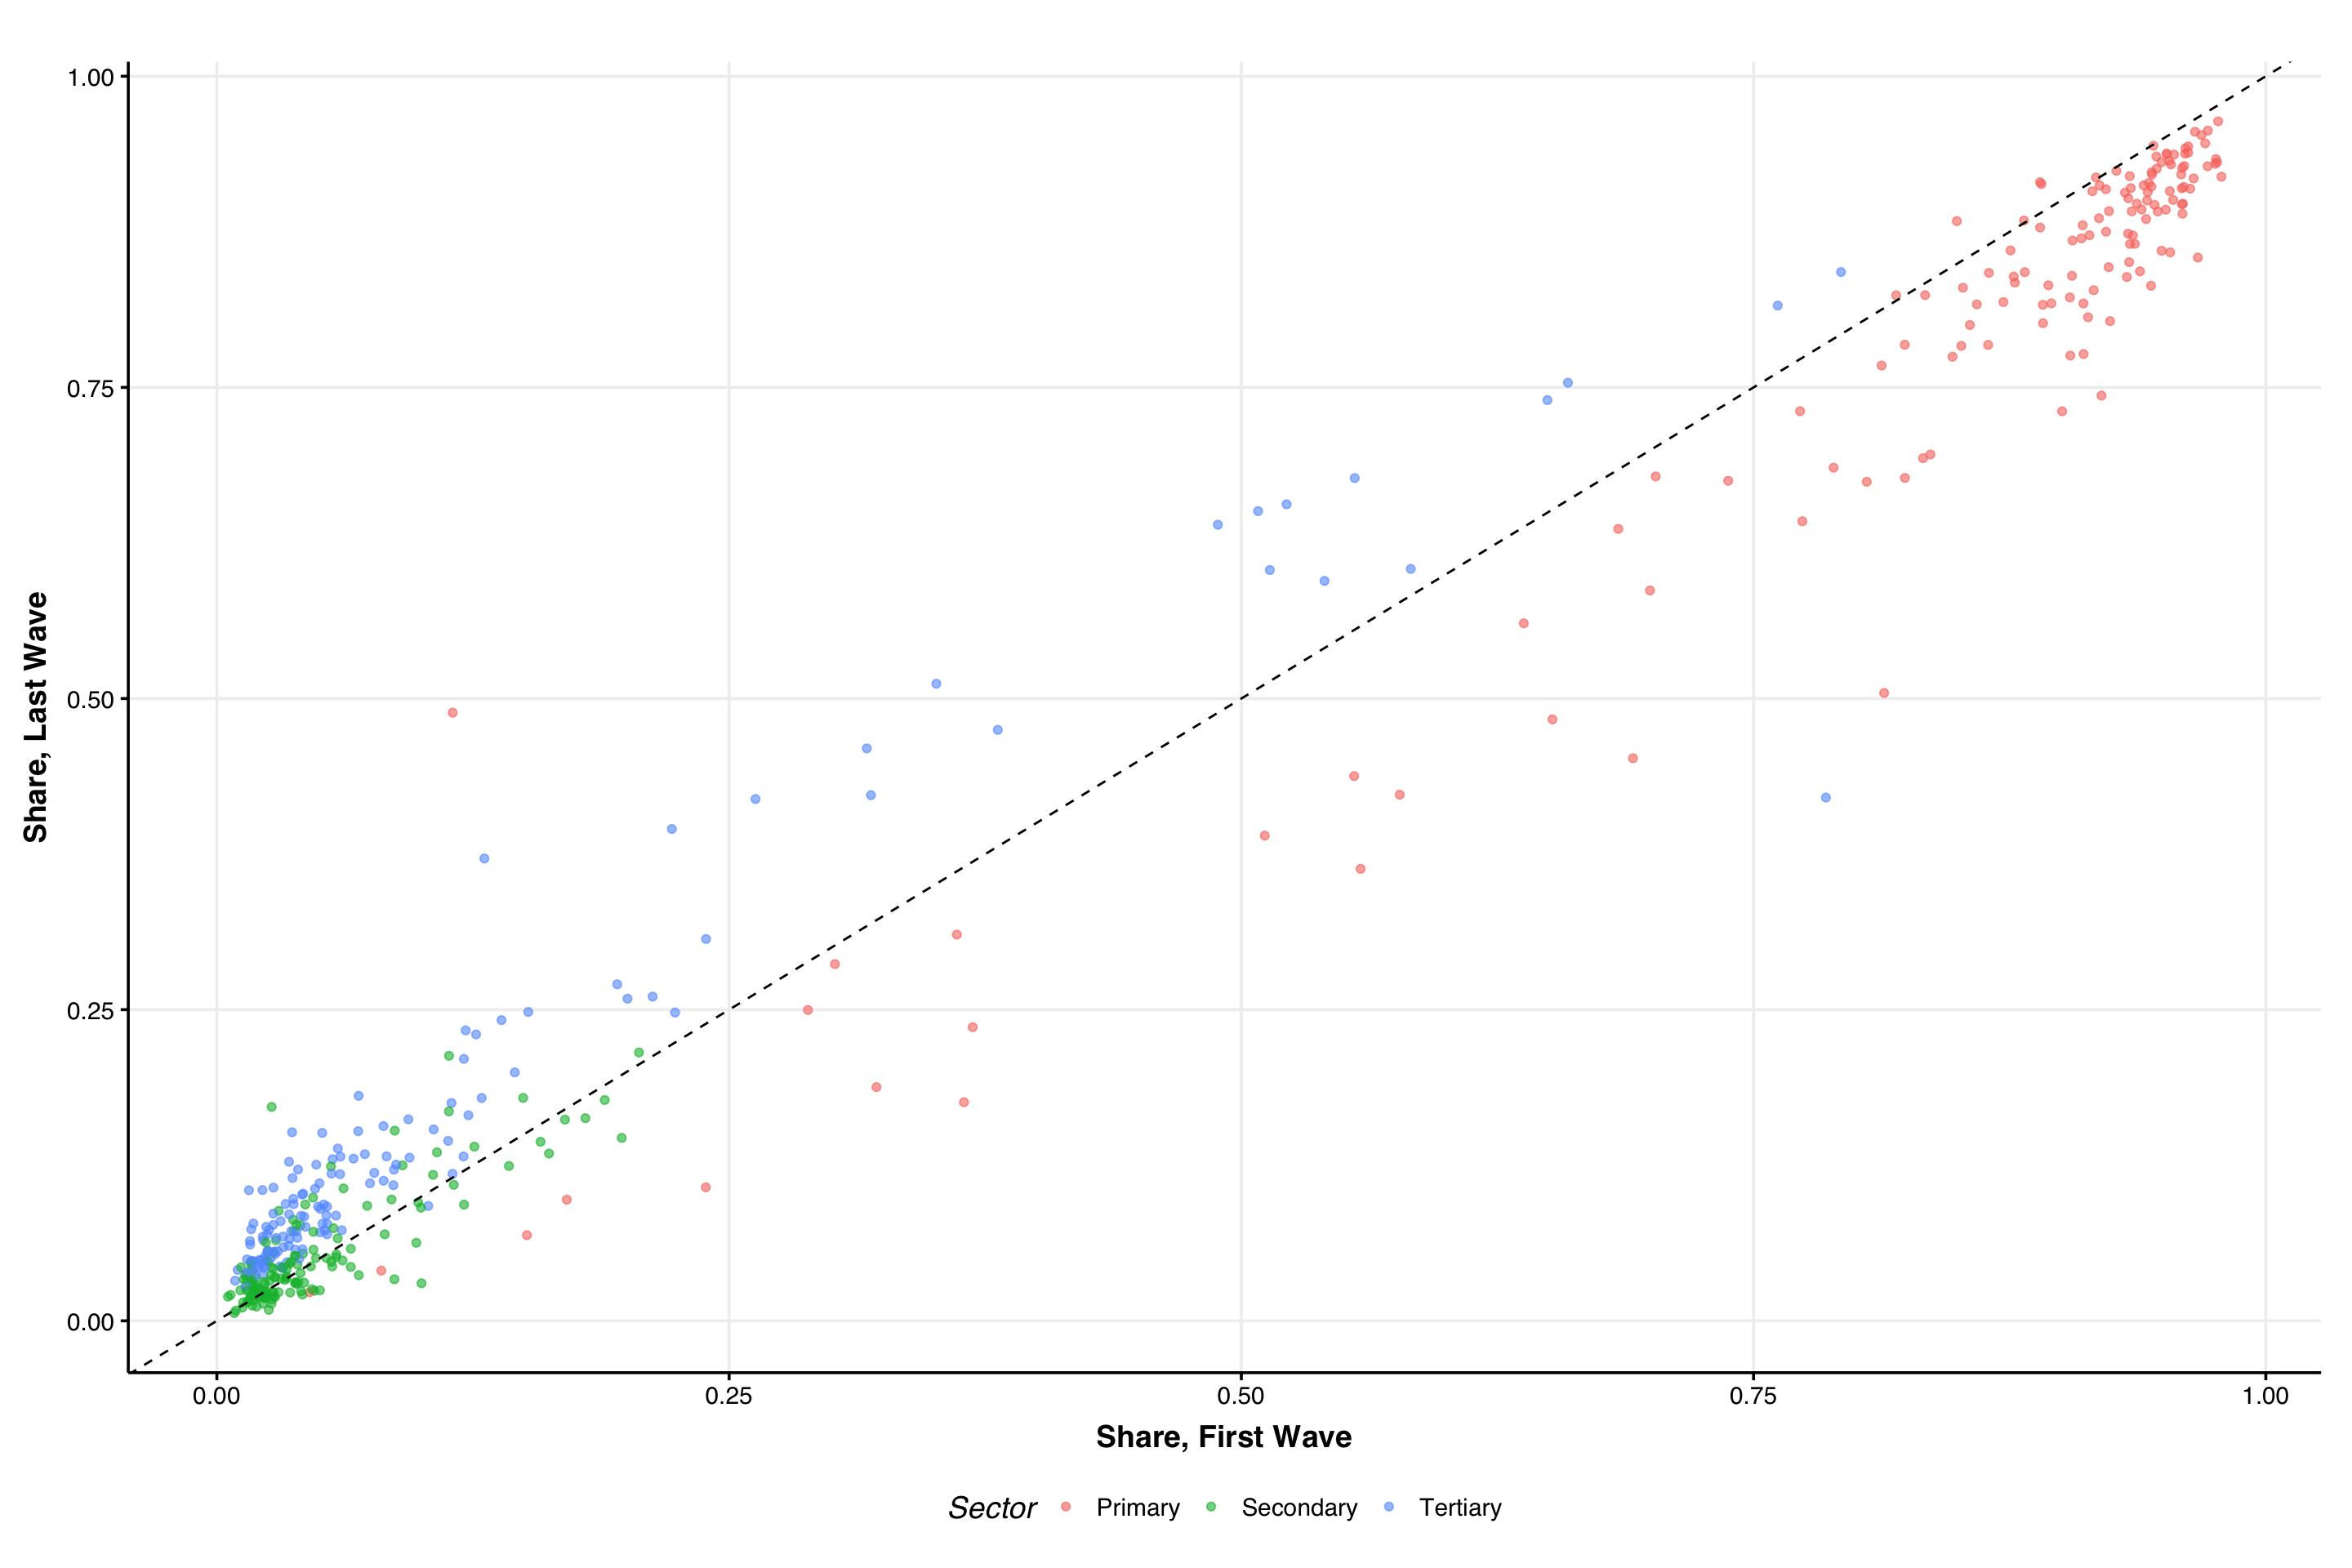 1.00
0.75
0.50
0.25
0.00
Share, Last Wave
0.00 0.25 0.50 0.75 1.00
Share, First Wave
Sector Primary Secondary Tertiary